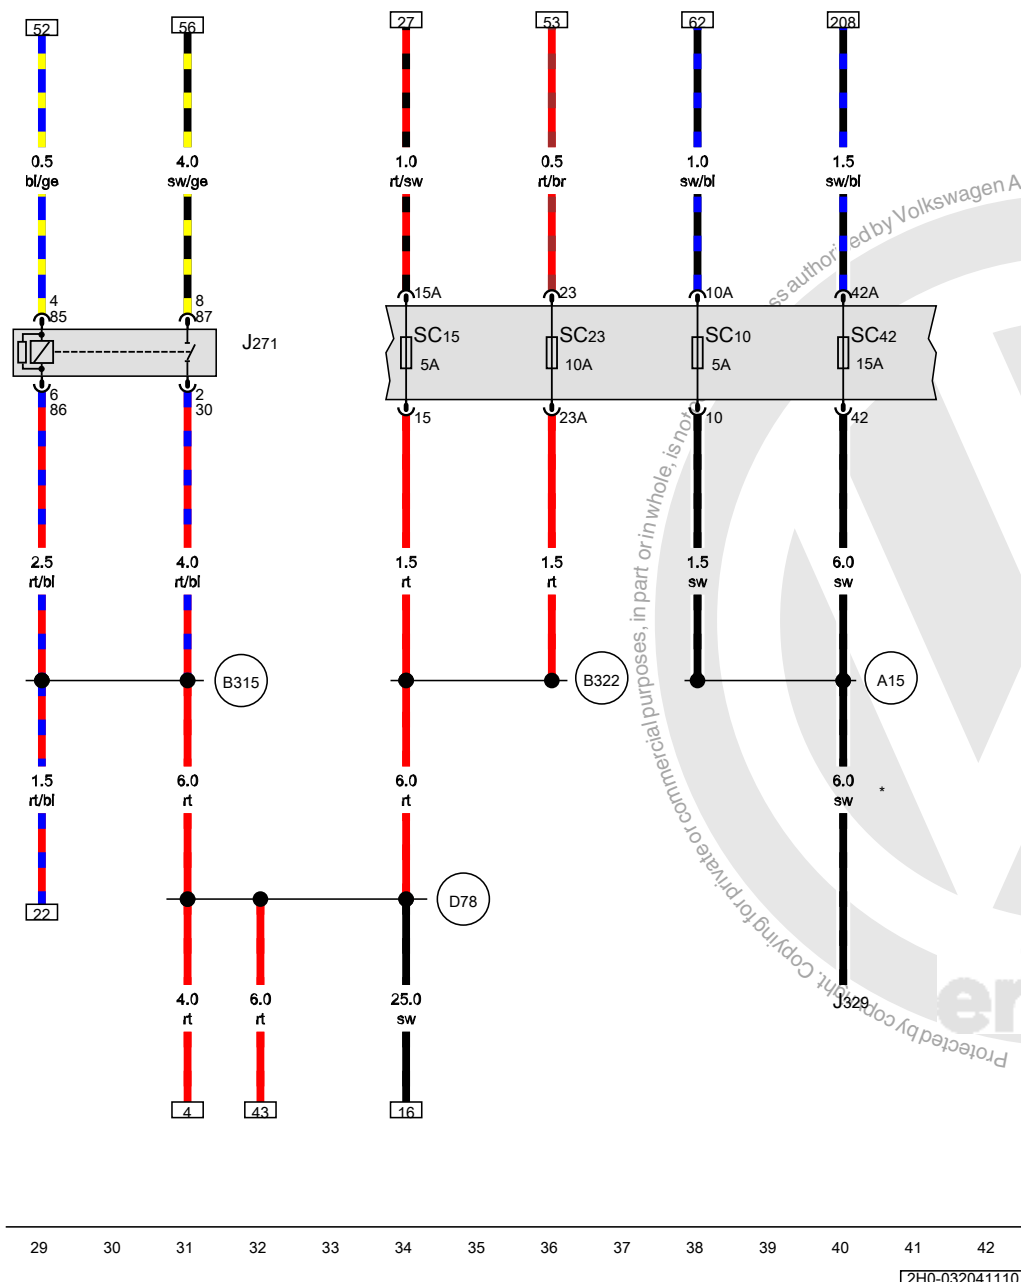 52 56 27 53 62 208
0.5 4.0 1.0 0.5 1.0 1.5
bl/ge sw/ge rt/sw rt/br sw/bl sw/bl
4 8 15A 23 10A 42A
85 87
J271 SC15 SC23 SC10 SC42
5A 10A 5A 15A
6 2 15 23A 10 42
86 30
2.5 4.0 1.5 1.5 1.5 6.0
rt/bl rt/bl rt rt sw sw
B315 B322 A15
1.5 6.0 6.0 6.0 *
rt/bl rt rt sw
22 D78
4.0 6.0 25.0 J329
rt rt sw
4 43 16
ss authorised by Volkswagen A
Protected by copyright. Copying for private or commercial purposes, in part or in whole, is not
er
29 30 31 32 33 34 35 36 37 38 39 40 41 42
2H0-032041110